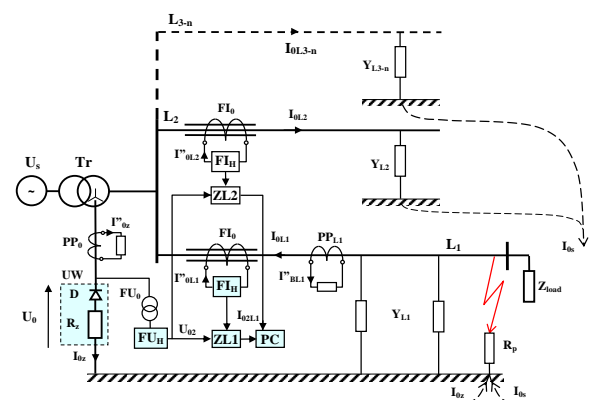 L3-n
I0L3-n
YL3-n
L2
FI0
I0L2
I"0L2
FIH
YL2
Us
Tr
~
ZL2
I"0z
PP0
FI0
I0L1
PPL1
L1
I0s
UW
D
FU0
I"0L1
FIH
I"BL1
Zload
U0
Rz
I02L1
YL1
FUH
U02
ZL1
PC
Rp
I0z
I0z
I0s